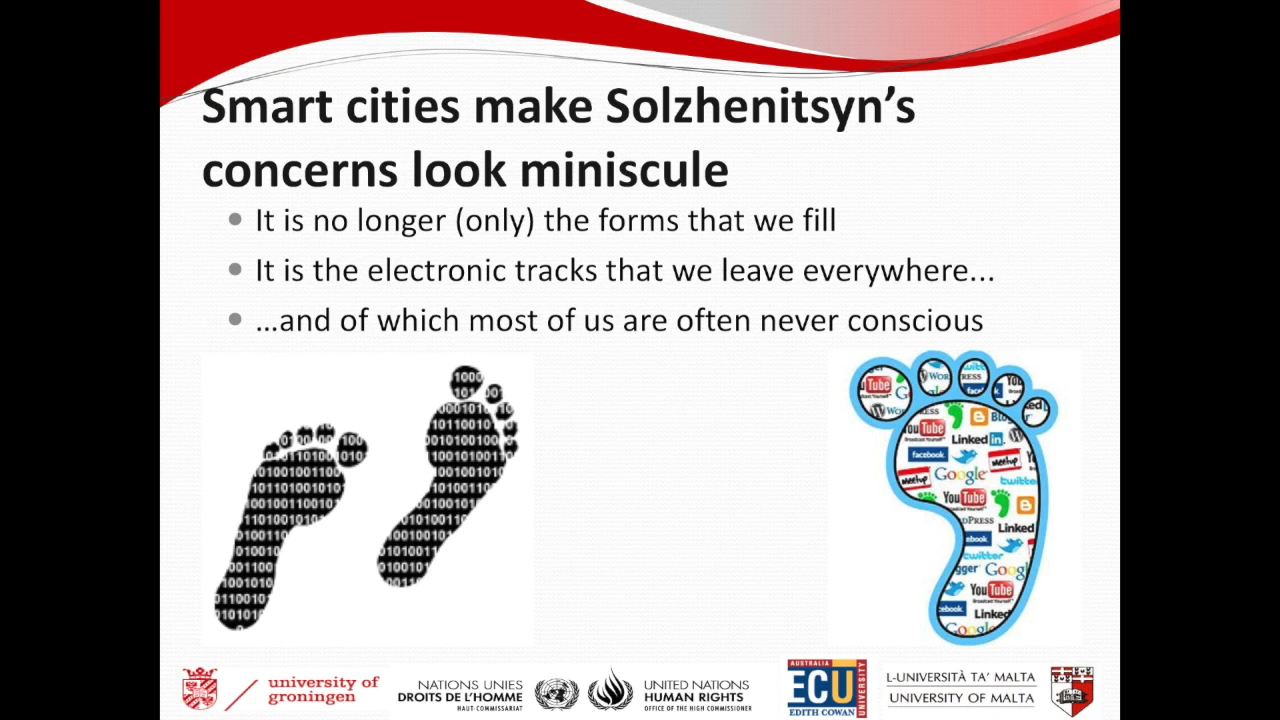 Smart cities make Solzhenitsyn’s
concerns look miniscule
• It is no longer (only) the forms that we fill
• It is the electronic tracks that we leave everywhere...
• ...and of which most of us are often never conscious
YouTube
facebook
LinkedIn
meetup
Google
YouTube
twitter
university of
groningen
NATIONS UNIES
DROITS DE L'HOMME
HAUT-COMMISSARIAT
UNITED NATIONS
HUMAN RIGHTS
OFFICE OF THE HIGH COMMISSIONER
AUSTRALIA
ECU
UNIVERSITY
EDITH COWAN
L-UNIVERSITÀ TA' MALTA
UNIVERSITY OF MALTA